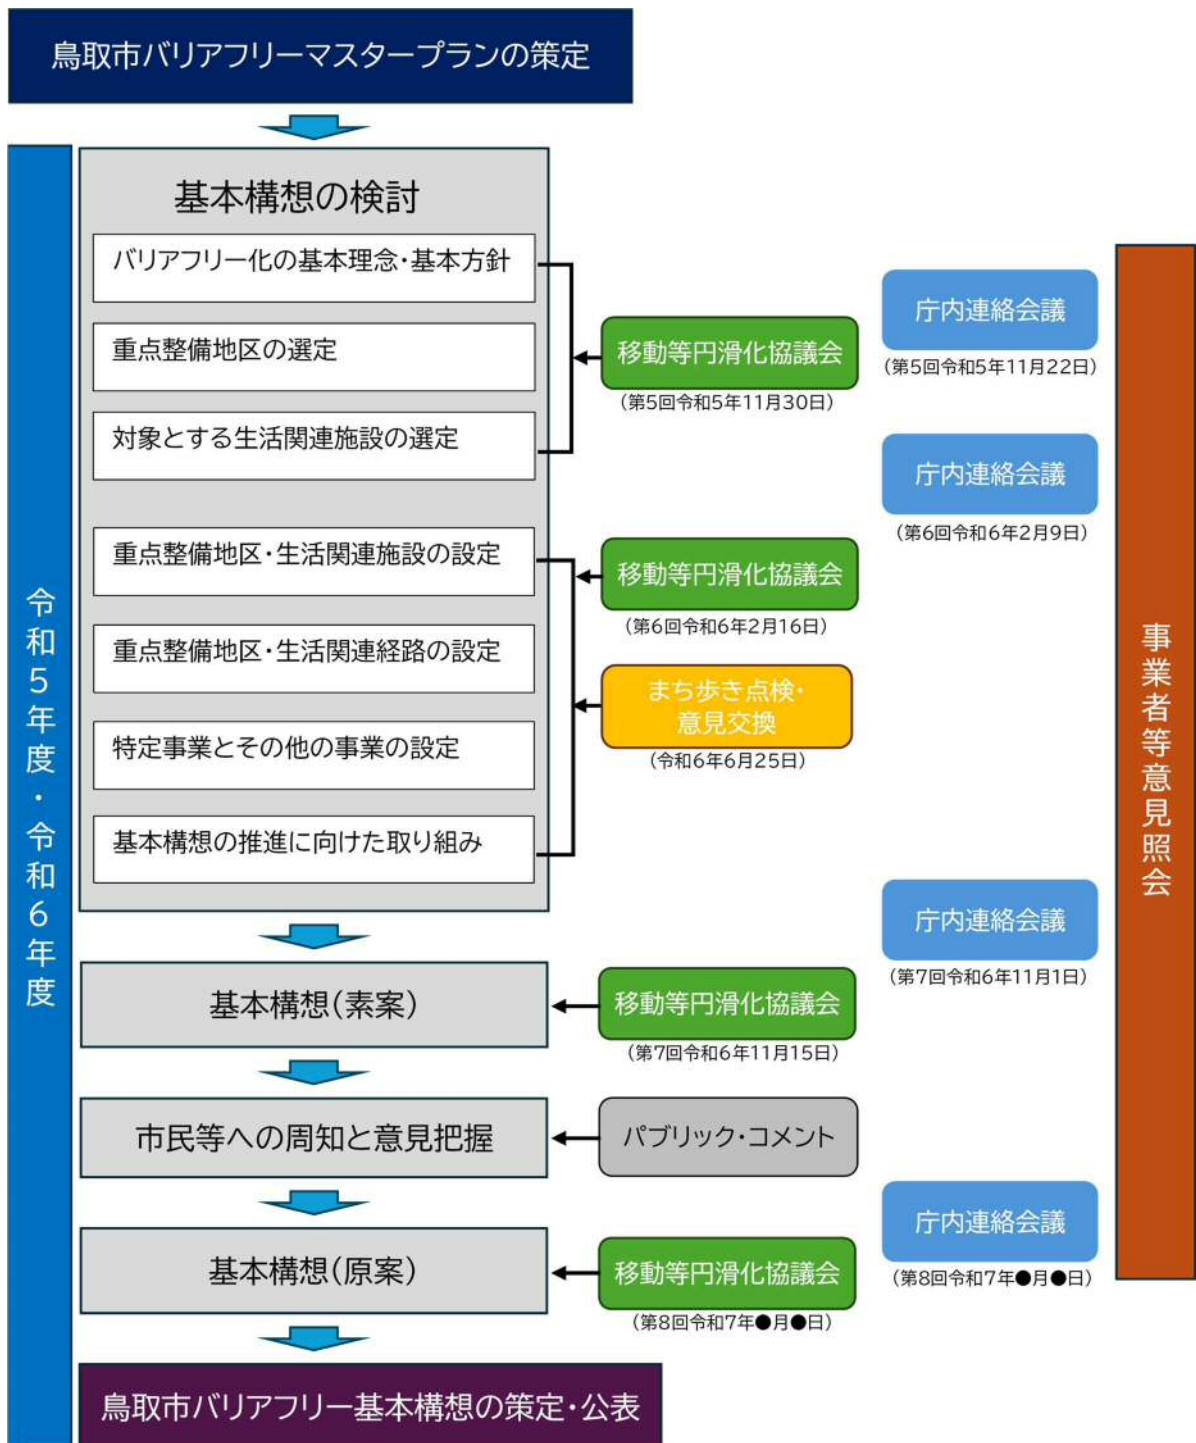 鳥取市バリアフリーマスタープランの策定
令和5年度・令和6年度
基本構想の検討
バリアフリー化の基本理念・基本方針
重点整備地区の選定
対象とする生活関連施設の選定
移動等円滑化協議会
(第5回令和5年11月30日)
庁内連絡会議
(第5回令和5年11月22日)
庁内連絡会議
(第6回令和6年2月9日)
重点整備地区・生活関連施設の設定
重点整備地区・生活関連経路の設定
特定事業とその他の事業の設定
基本構想の推進に向けた取り組み
移動等円滑化協議会
(第6回令和6年2月16日)
まち歩き点検・
意見交換
(令和6年6月25日)
事業者等意見照会
庁内連絡会議
(第7回令和6年11月1日)
基本構想(素案)
移動等円滑化協議会
(第7回令和6年11月15日)
市民等への周知と意見把握
パブリック・コメント
庁内連絡会議
(第8回令和7年●月●日)
基本構想(原案)
移動等円滑化協議会
(第8回令和7年●月●日)
鳥取市バリアフリー基本構想の策定・公表